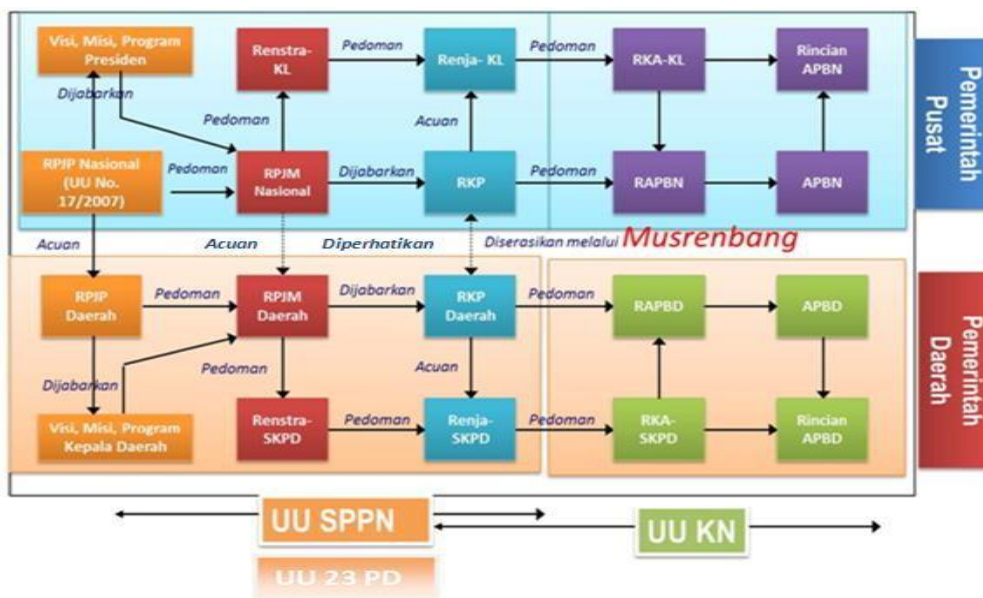 Visi, Misi, Program
Presiden
Renstra-
KL
Pedoman
Renja- KL
Pedoman
RKA-KL
Rincian
APBN
Dijabarkan
Pedoman
Acuan
RPJP Nasional
(UU No.
17/2007)
Pedoman
RPJM
Nasional
Dijabarkan
RKP
Pedoman
RAPBN
APBN
Pemerintah
Pusat
Acuan
Acuan
Diperhatikan
Diserasikan melalui
Musrenbang
RPJP
Daerah
Pedoman
RPJM
Daerah
Dijabarkan
RKP
Daerah
Pedoman
RAPBD
APBD
Dijabarkan
Pedoman
Acuan
Visi, Misi, Program
Kepala Daerah
Renstra-
SKPD
Pedoman
Renja-
SKPD
Pedoman
RKA-
SKPD
Rincian
APBD
Pemerintah
Daerah
UU SPPN
UU KN
UU 23 PD